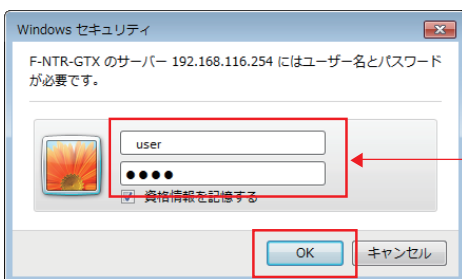 Windows セキュリティ
F-NTR-GTX のサーバー 192.168.116.254 にはユーザー名とパスワード
が必要です。
user
●●●●
資格情報を記憶する
OK
キャンセル